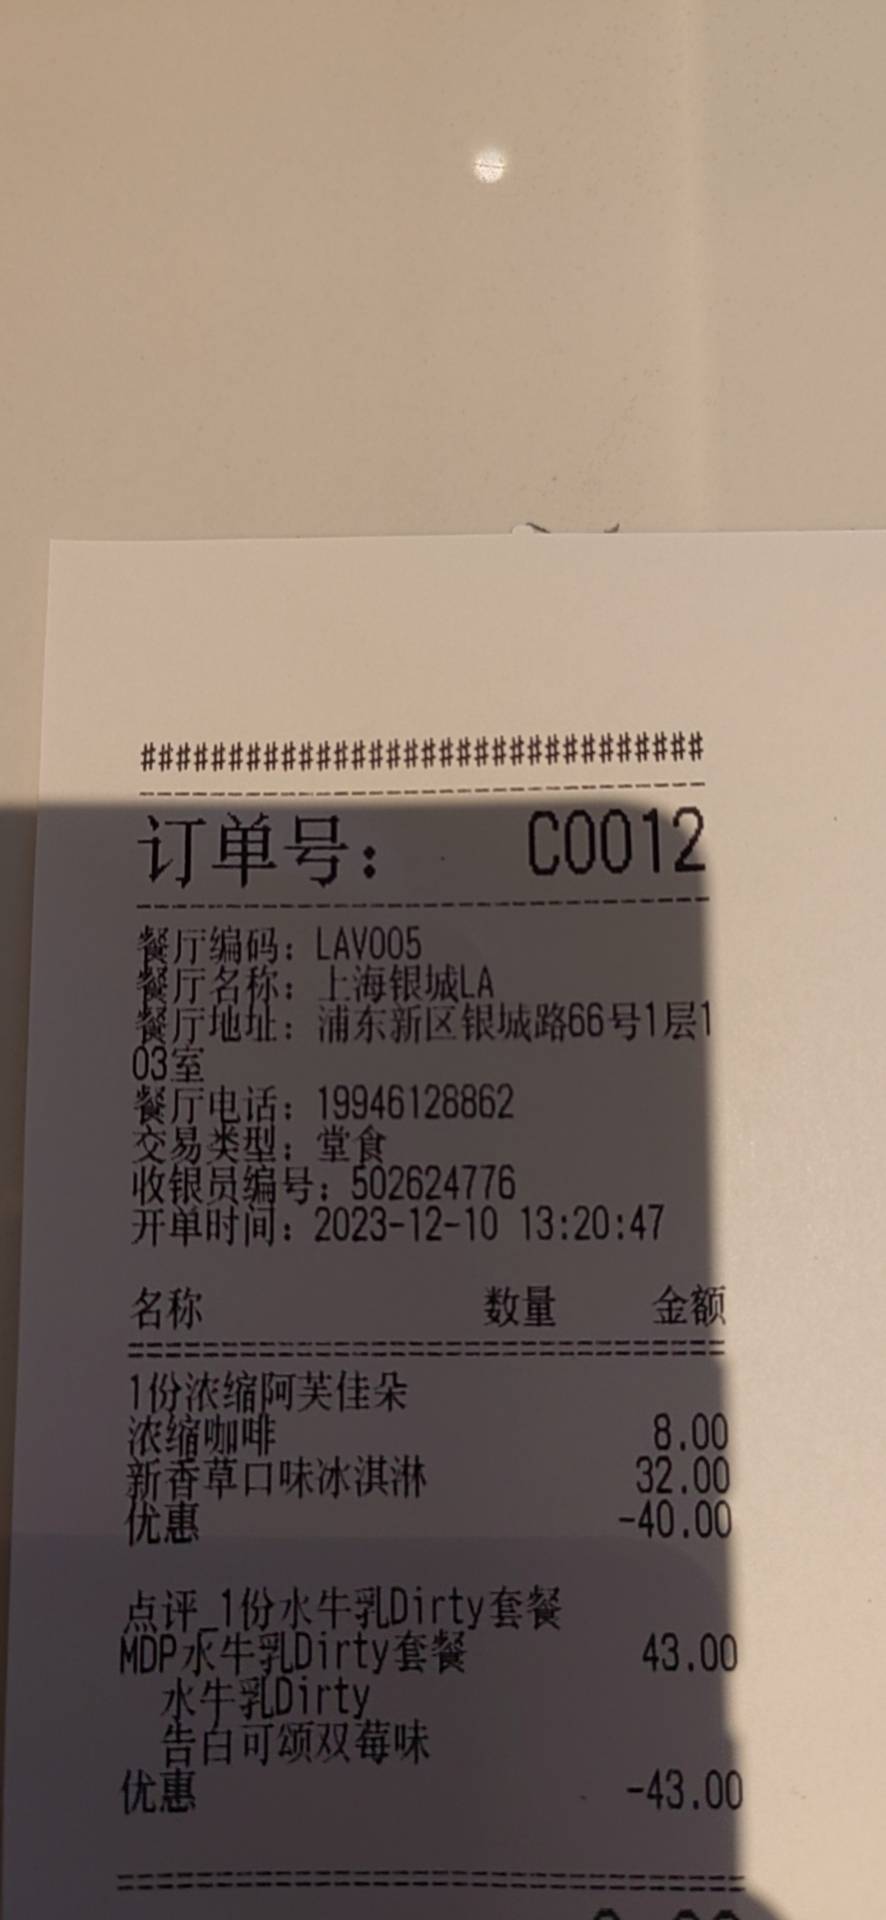 ################################
订单号： C0012
餐厅编码：LAV005
餐厅名称：上海银城LA
餐厅地址：浦东新区银城路66号1层1
03室
餐厅电话：19946128862
交易类型：堂食
收银员编号：502624776
开单时间：2023-12-10 13:20:47
名称 数量 金额
1份浓缩阿芙佳朵
浓缩咖啡 8.00
新香草口味冰淇淋 32.00
优惠 -40.00
点评_1份水牛乳Dirty套餐
MDP水牛乳Dirty套餐 43.00
水牛乳Dirty
告白可颂双莓味
优惠 -43.00